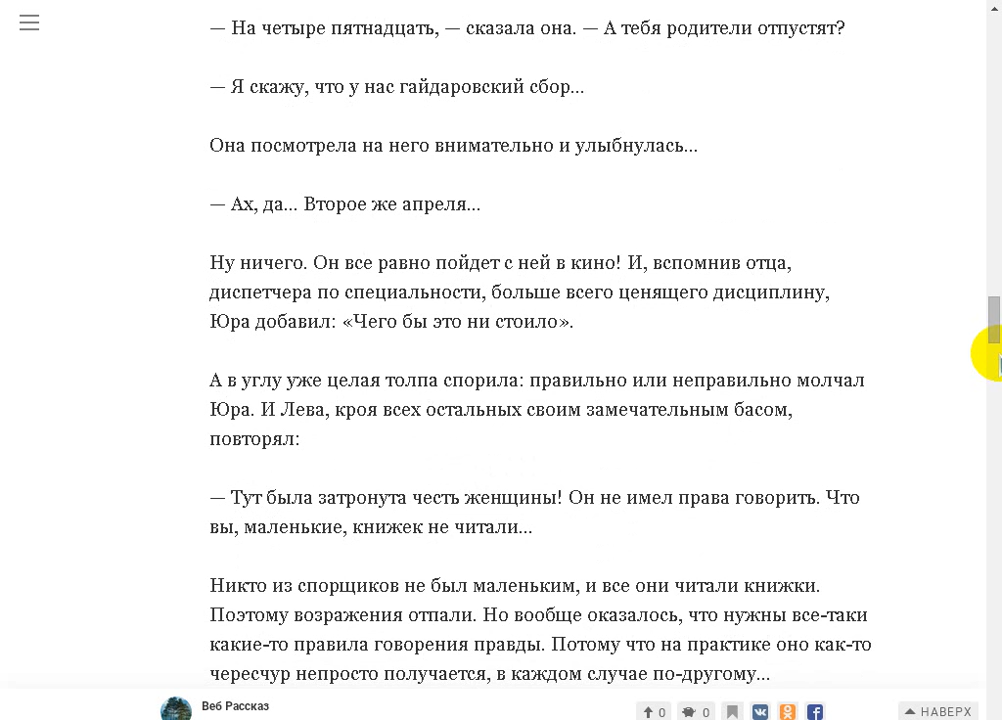 — На четыре пятнадцать, — сказала она. — А тебя родители отпустят?
— Я скажу, что у нас гайдаровский сбор...
Она посмотрела на него внимательно и улыбнулась...
— Ах, да... Второе же апреля...
Ну ничего. Он все равно пойдет с ней в кино! И, вспомнив отца,
диспетчера по специальности, больше всего ценящего дисциплину,
Юра добавил: «Чего бы это ни стоило».
А в углу уже целая толпа спорила: правильно или неправильно молчал
Юра. И Лева, кроя всех остальных своим замечательным басом,
повторял:
— Тут была затронута честь женщины! Он не имел права говорить. Что
вы, маленькие, книжек не читали...
Никто из спорщиков не был маленьким, и все они читали книжки.
Поэтому возражения отпали. Но вообще оказалось, что нужны все-таки
какие-то правила говорения правды. Потому что на практике оно как-то
чересчур непросто получается, в каждом случае по-другому...
Веб Рассказ
0
0
НАВЕРХ